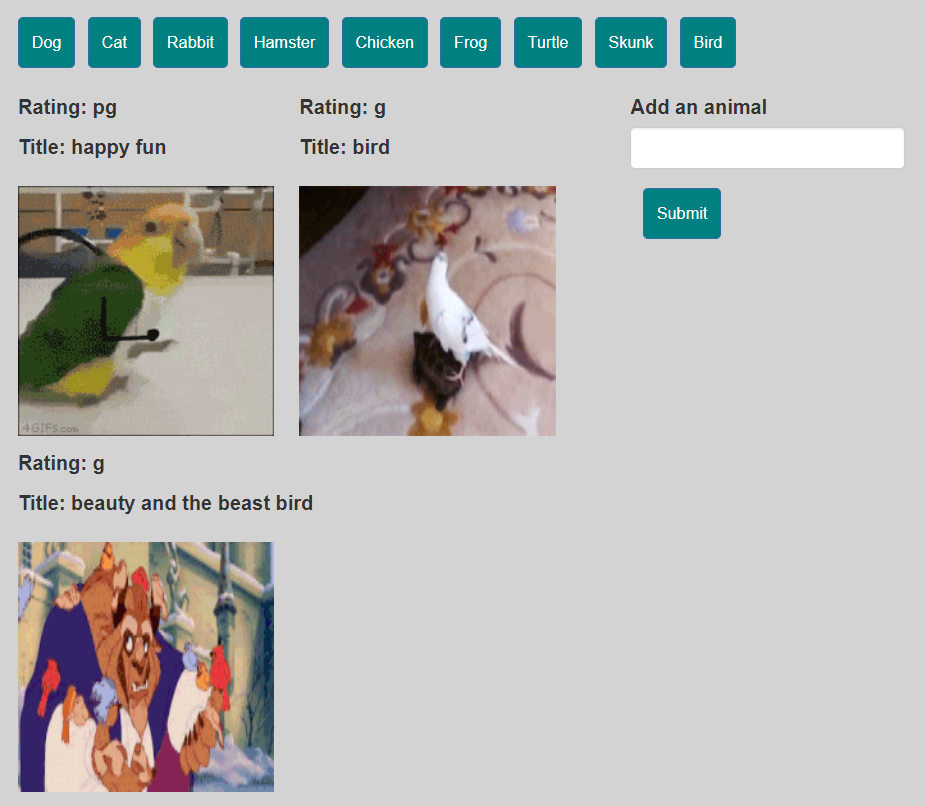 Dog Cat Rabbit Hamster Chicken Frog Turtle Skunk Bird
Rating: pg
Title: happy fun
Rating: g
Title: bird
Add an animal
Submit
4GIFs.com
Rating: g
Title: beauty and the beast bird